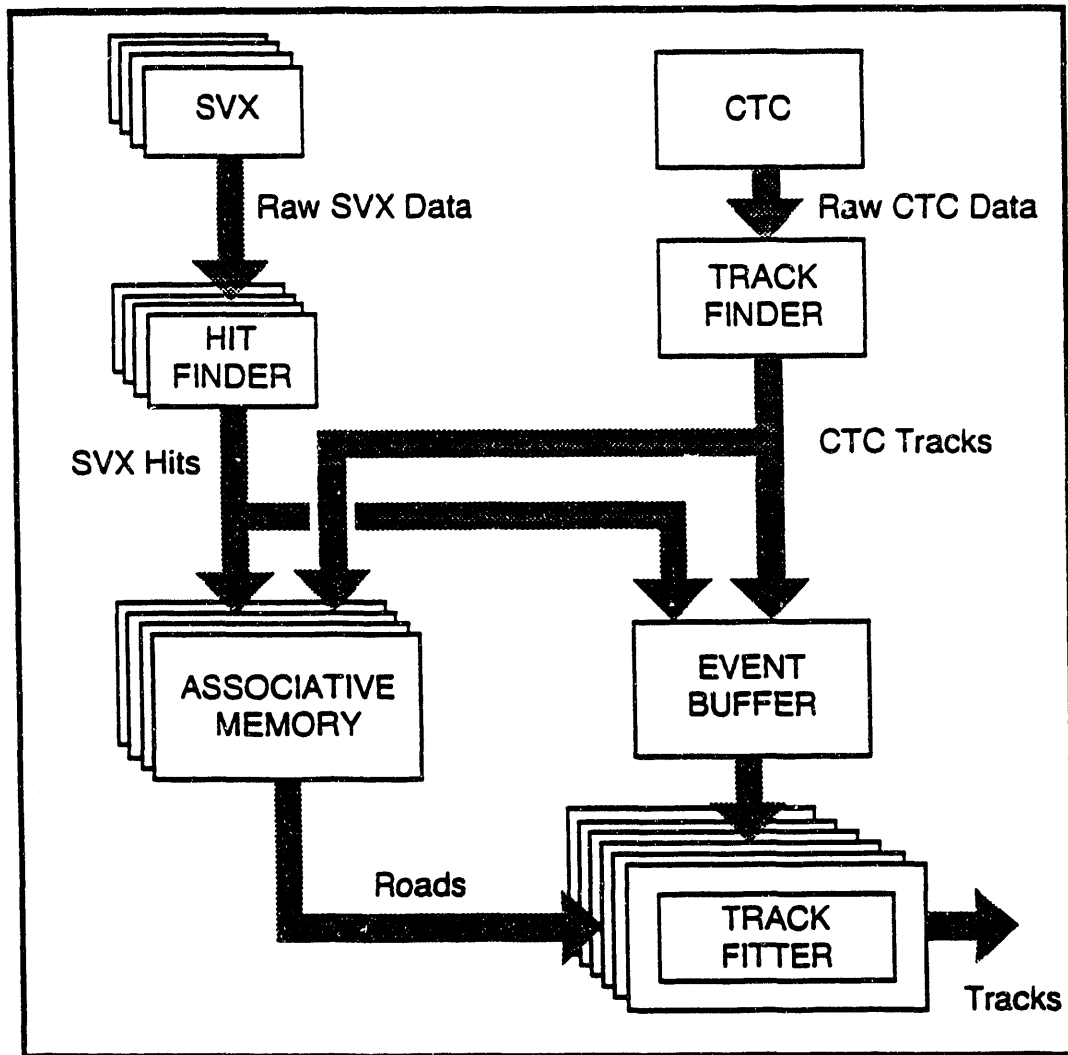 SVX
CTC
Raw SVX Data
Raw CTC Data
TRACK
FINDER
HIT
FINDER
SVX Hits
CTC Tracks
ASSOCIATIVE
MEMORY
EVENT
BUFFER
Roads
TRACK
FITTER
Tracks